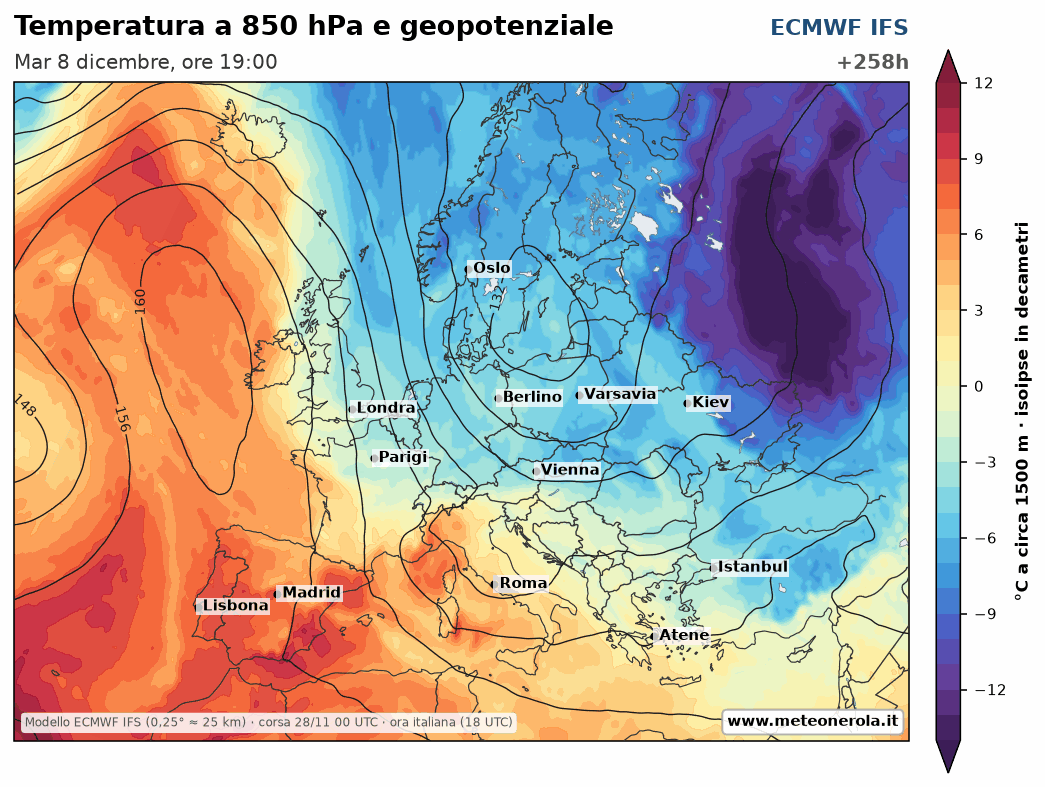 Temperatura a 850 hPa e geopotenziale
ECMWF IFS
Mar 8 dicembre, ore 19:00
+258h
12
9
6
3
0
−3
−6
−9
−12
°C a circa 1500 m · isoipse in decametri
160
148
156
Oslo
Berlino
Varsavia
Kiev
Londra
Parigi
Vienna
Istanbul
Roma
Madrid
Lisbona
Atene
Modello ECMWF IFS (0,25° ≈ 25 km) · corsa 28/11 00 UTC · ora italiana (18 UTC)
www.meteonerola.it